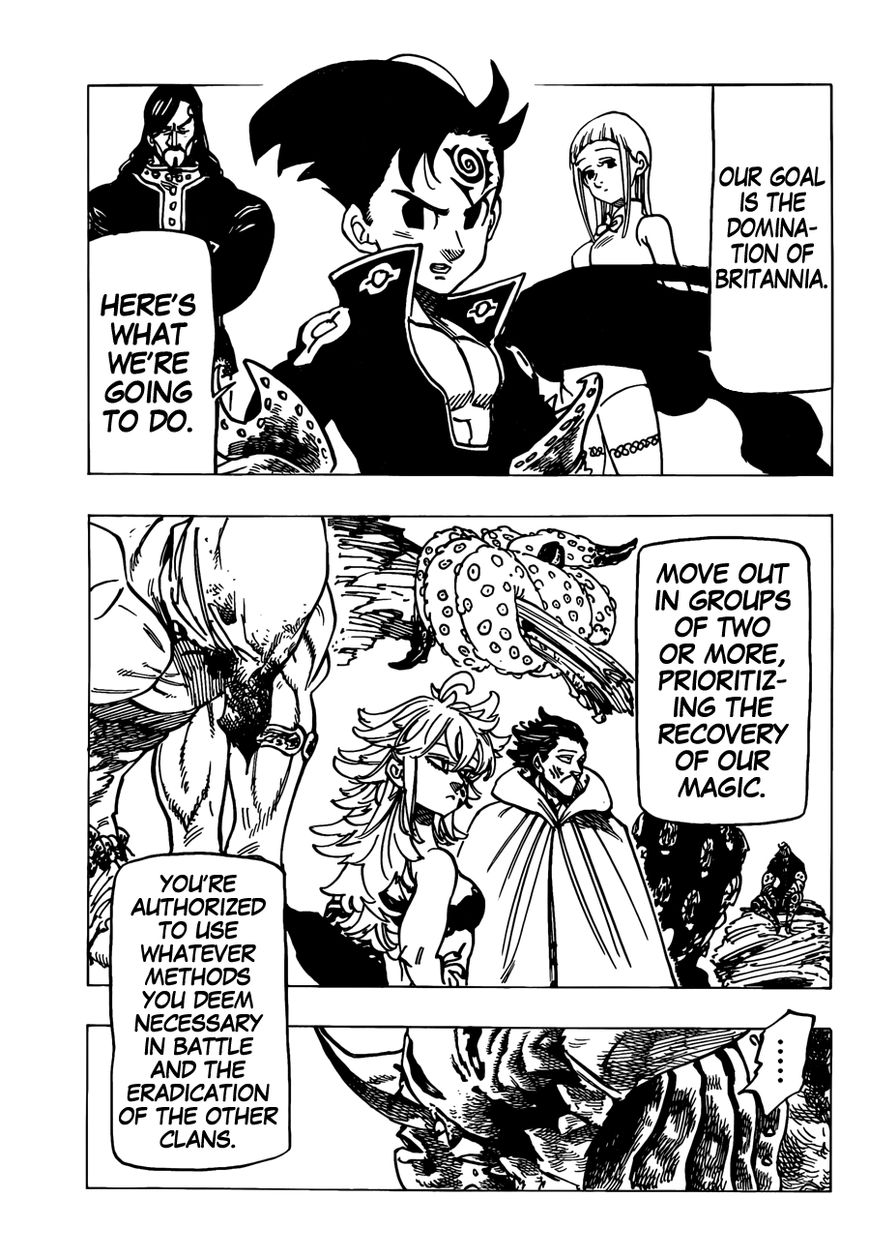 OUR GOAL
IS THE
DOMINA-
TION OF
BRITANNIA.
HERE'S
WHAT
WE'RE
GOING
TO DO.
MOVE OUT
IN GROUPS
OF TWO
OR MORE,
PRIORITIZ-
ING THE
RECOVERY
OF OUR
MAGIC.
YOU'RE
AUTHORIZED
TO USE
WHATEVER
METHODS
YOU DEEM
NECESSARY
IN BATTLE
AND THE
ERADICATION
OF THE OTHER
CLANS.
.....